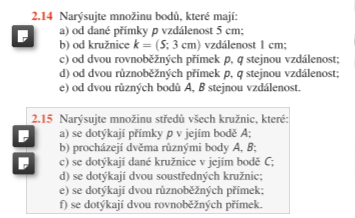 2.14 Narýsujte množinu bodů, které mají:
a) od dané přímky p vzdálenost 5 cm;
b) od kružnice k = (S; 3 cm) vzdálenost 1 cm;
c) od dvou rovnoběžných přímek p, q stejnou vzdálenost;
d) od dvou různoběžných přímek p, q stejnou vzdálenost;
e) od dvou různých bodů A, B stejnou vzdálenost.
2.15 Narýsujte množinu středů všech kružnic, které:
a) se dotýkají přímky p v jejím bodě A;
b) procházejí dvěma různými body A, B;
c) se dotýkají dané kružnice v jejím bodě C;
d) se dotýkají dvou soustředných kružnic;
e) se dotýkají dvou různoběžných přímek;
f) se dotýkají dvou rovnoběžných přímek.